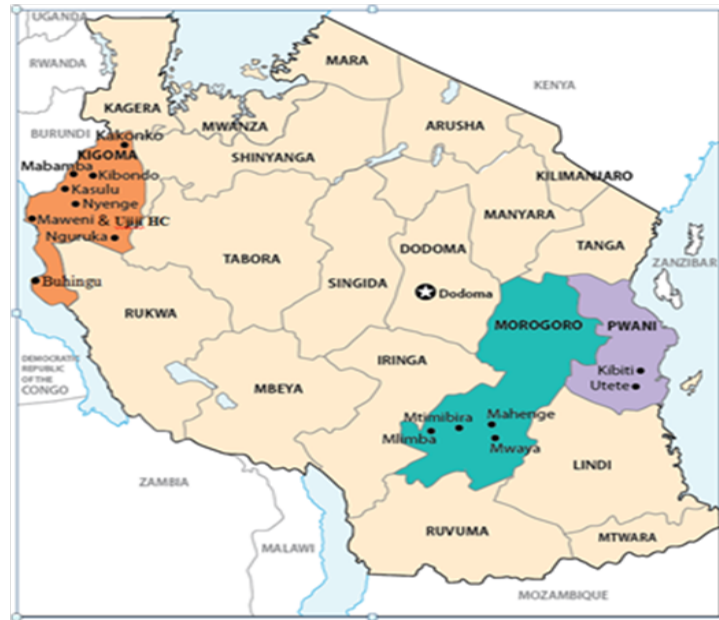 UGANDA
RWANDA
BURUNDI
KENYA
MARA
KAGERA
MWANZA
ARUSHA
SHINYANGA
KILIMANJARO
Kakonko
KIGOMA
Mabamba
Kibondo
Kasulu
Nyenge
Maweni & Ujiji HC
Nguruka
Buhingu
MANYARA
TANGA
TABORA
SINGIDA
DODOMA
Dodoma
ZANZIBAR
RUKWA
MOROGORO
PWANI
Kibiti
Utete
DEMOCRATIC
REPUBLIC
OF THE
CONGO
IRINGA
MBEYA
Mtimibira
Mahenge
Mlimba
Mwaya
LINDI
ZAMBIA
RUVUMA
MTWARA
MALAWI
MOZAMBIQUE